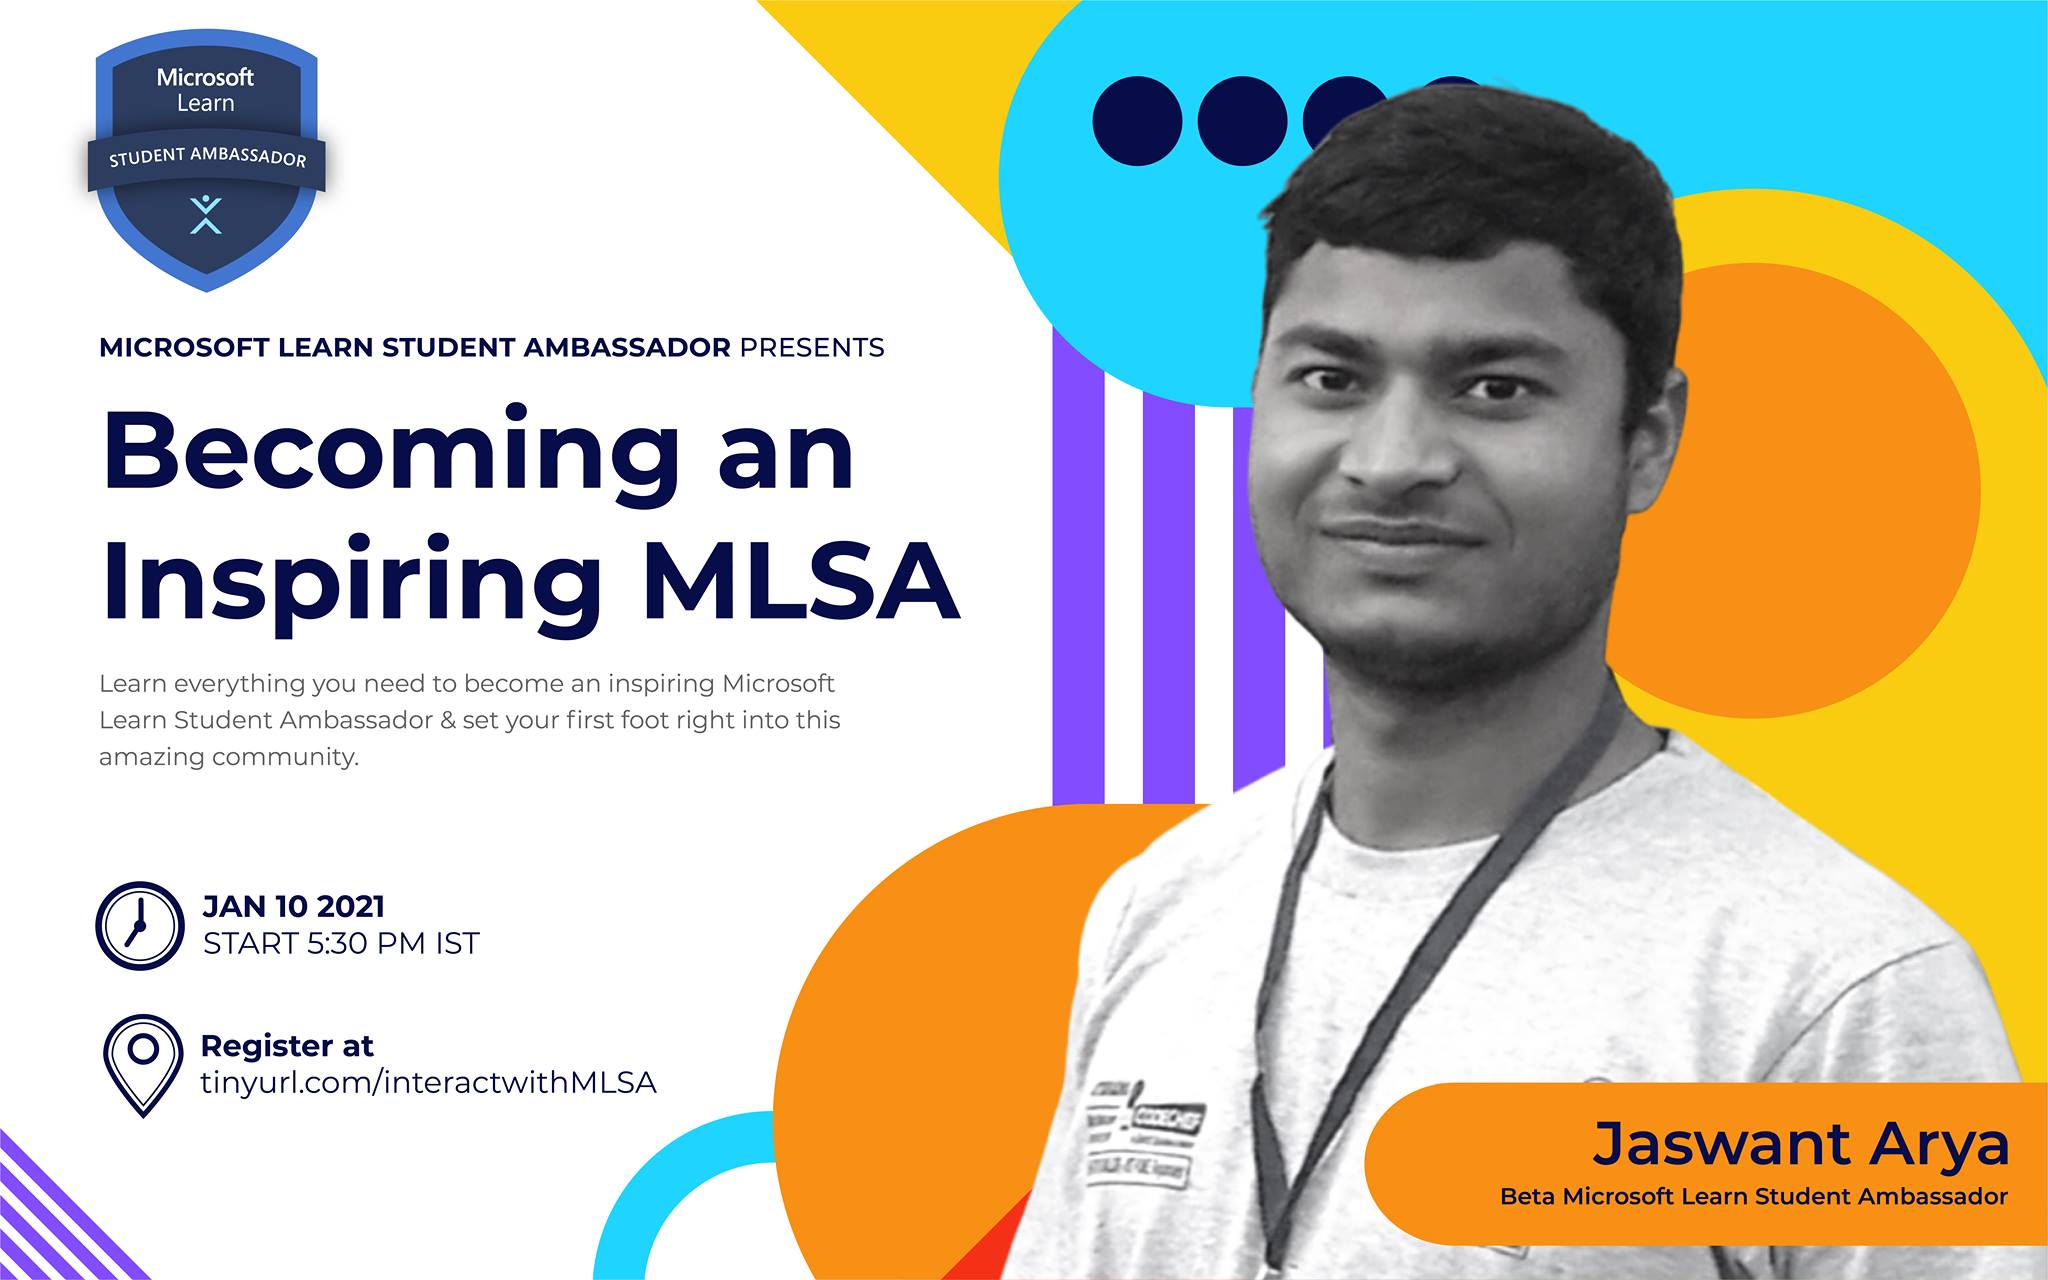 Microsoft
Learn
STUDENT AMBASSADOR
MICROSOFT LEARN STUDENT AMBASSADOR PRESENTS
Becoming an
Inspiring MLSA
Learn everything you need to become an inspiring Microsoft
Learn Student Ambassador & set your first foot right into this
amazing community.
JAN 10 2021
START 5:30 PM IST
Register at
tinyurl.com/interactwithMLSA
Jaswant Arya
Beta Microsoft Learn Student Ambassador